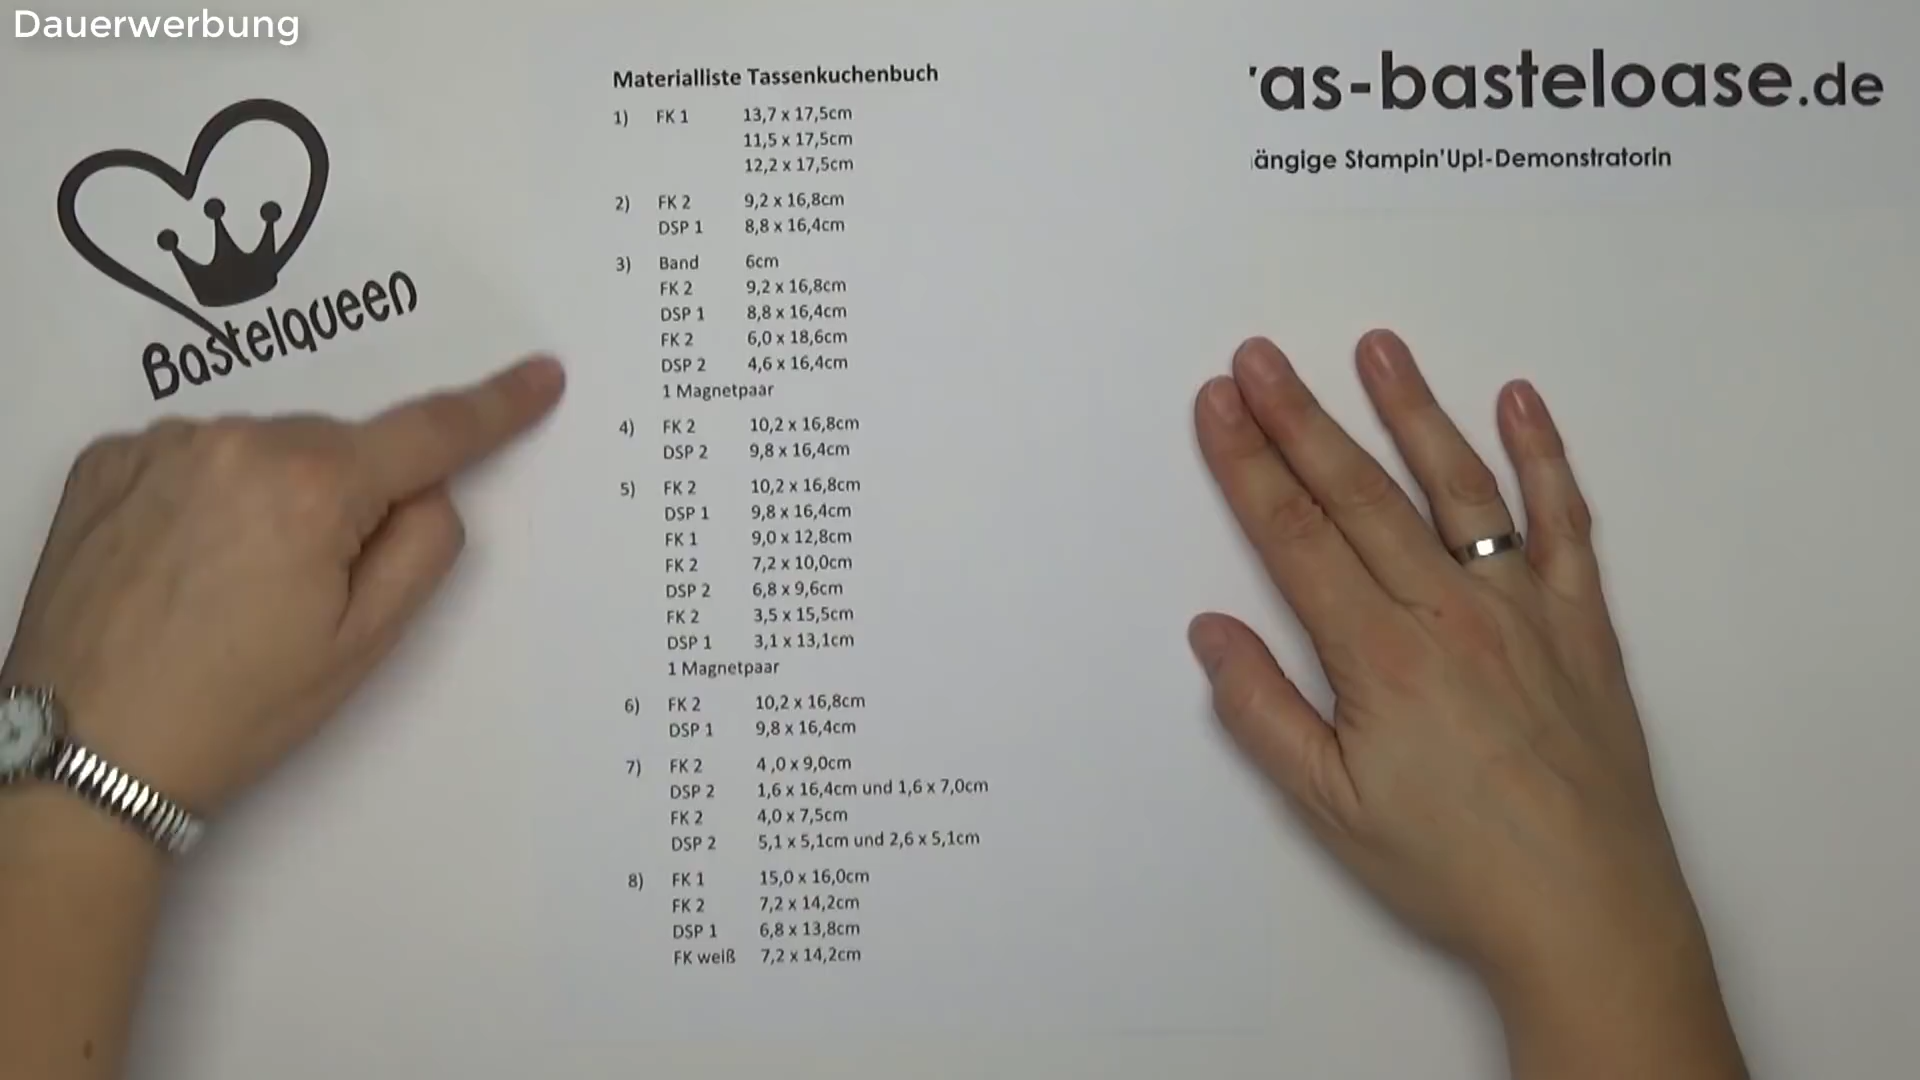 Dauerwerbung
Bastelqueen
as-basteloase.de
Stampin'Up!-Demonstratorin
Materialliste Tassenkuchenbuch
1) FK 1 13,7 x 17,5cm
11,5 x 17,5cm
12,2 x 17,5cm
2) FK 2 9,2 x 16,8cm
DSP 1 8,8 x 16,4cm
3) Band 6cm
FK 2 9,2 x 16,8cm
DSP 1 8,8 x 16,4cm
FK 2 6,0 x 18,6cm
DSP 2 4,6 x 16,4cm
1 Magnetpaar
4) FK 2 10,2 x 16,8cm
DSP 2 9,8 x 16,4cm
5) FK 2 10,2 x 16,8cm
DSP 1 9,8 x 16,4cm
FK 1 9,0 x 12,8cm
FK 2 7,2 x 10,0cm
DSP 2 6,8 x 9,6cm
FK 2 3,5 x 15,5cm
DSP 1 3,1 x 13,1cm
1 Magnetpaar
6) FK 2 10,2 x 16,8cm
DSP 1 9,8 x 16,4cm
7) FK 2 4 ,0 x 9,0cm
DSP 2 1,6 x 16,4cm und 1,6 x 7,0cm
FK 2 4,0 x 7,5cm
DSP 2 5,1 x 5,1cm und 2,6 x 5,1cm
8) FK 1 15,0 x 16,0cm
FK 2 7,2 x 14,2cm
DSP 1 6,8 x 13,8cm
FK weiß 7,2 x 14,2cm